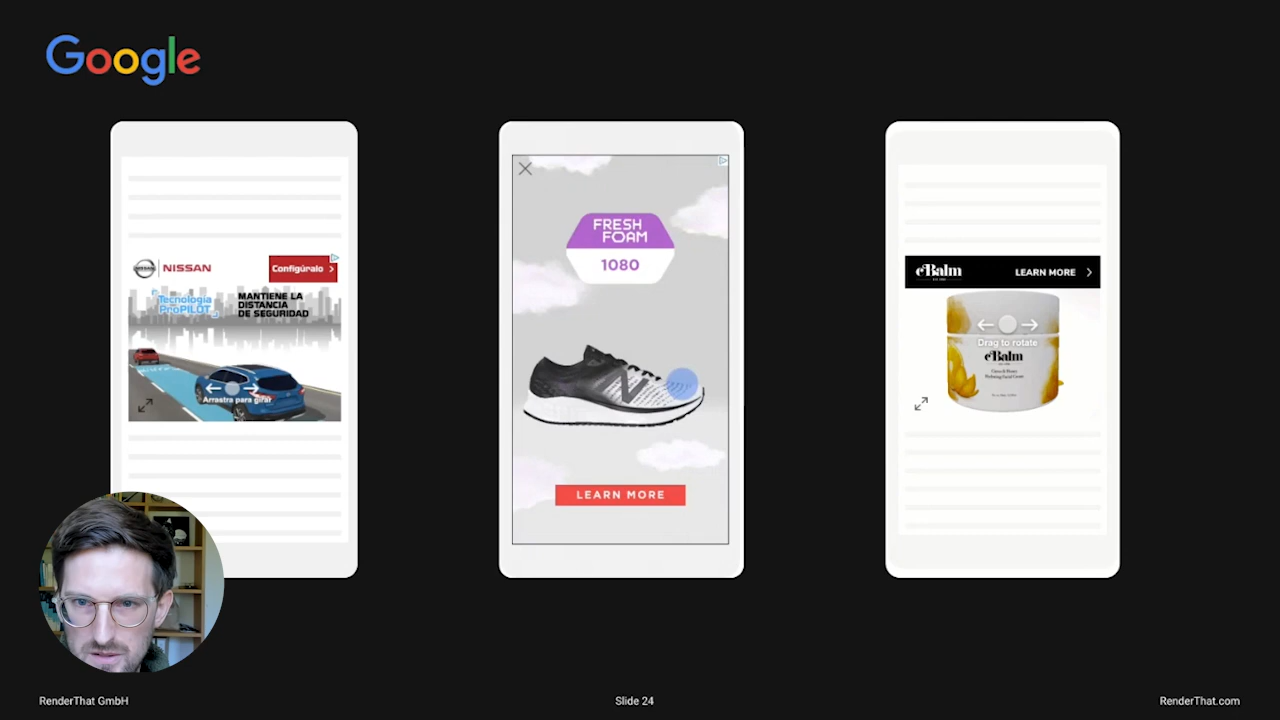 Google
NISSAN
Configúralo
Tecnología
ProPILOT
MANTIENE LA
DISTANCIA
DE SEGURIDAD
Arrastra para girar
FRESH
FOAM
1080
LEARN MORE
eBalm
LEARN MORE
Drag to rotate
eBalm
RenderThat GmbH
Slide 24
RenderThat.com